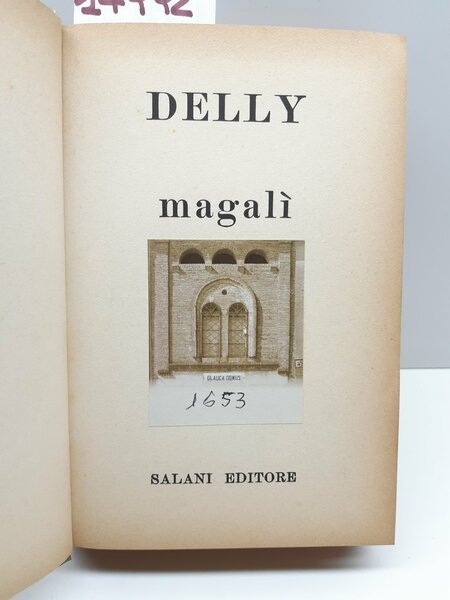 DELLY
magalì
GLAUCA DOMUS
1653
SALANI EDITORE